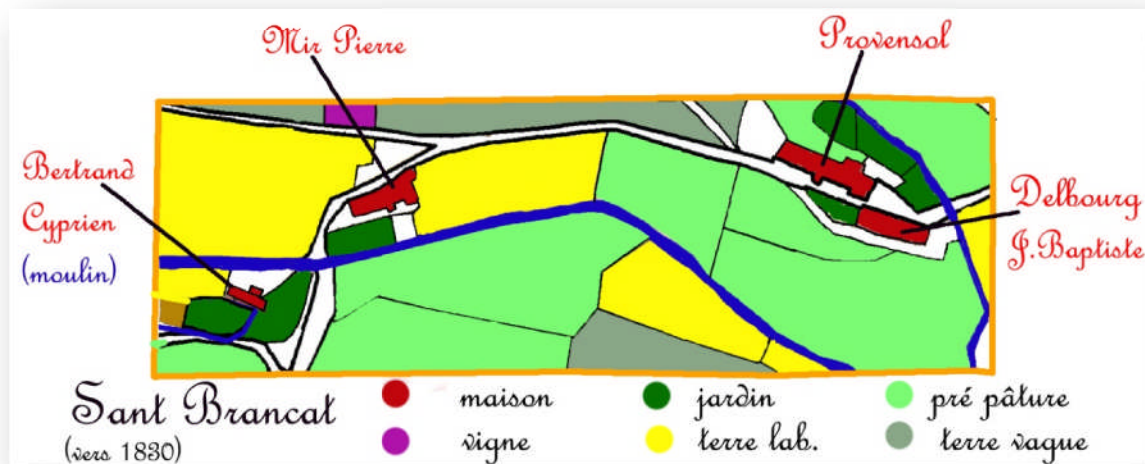 Mir Pierre
Provensol
Bertrand
Cyprien
(moulin)
Delbourg
J.Baptiste
Sant Brancat
(vers 1830)
maison
jardin
pré pâture
vigne
terre lab.
terre vague